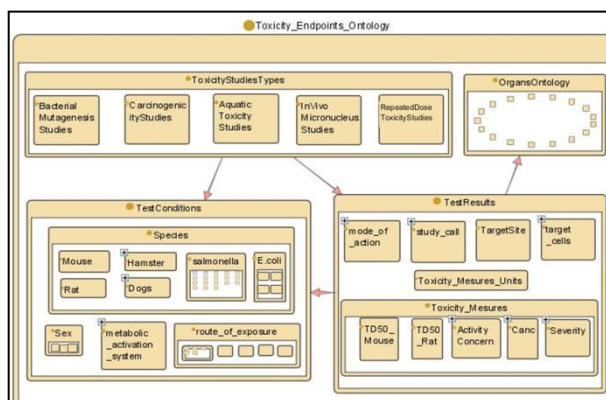 Toxicity_Endpoints_Ontology
ToxicityStudiesTypes
Bacterial
Mutagenesis
Studies
Carcinogenic
ityStudies
Aquatic
Toxicity
Studies
InVivo
Micronucleus
Studies
RepeatedDose
ToxicityStudies
OrgansOntology
TestConditions
Species
Mouse
Hamster
salmonella
E.coli
Rat
Dogs
Sex
metabolic
_activation
_system
route_of_exposure
TestResults
mode_of
_action
study_call
TargetSite
target
_cells
Toxicity_Mesures_Units
Toxicity_Mesures
TD50_
Mouse
TD50
_Rat
Activity
Concern
Canc
Severity